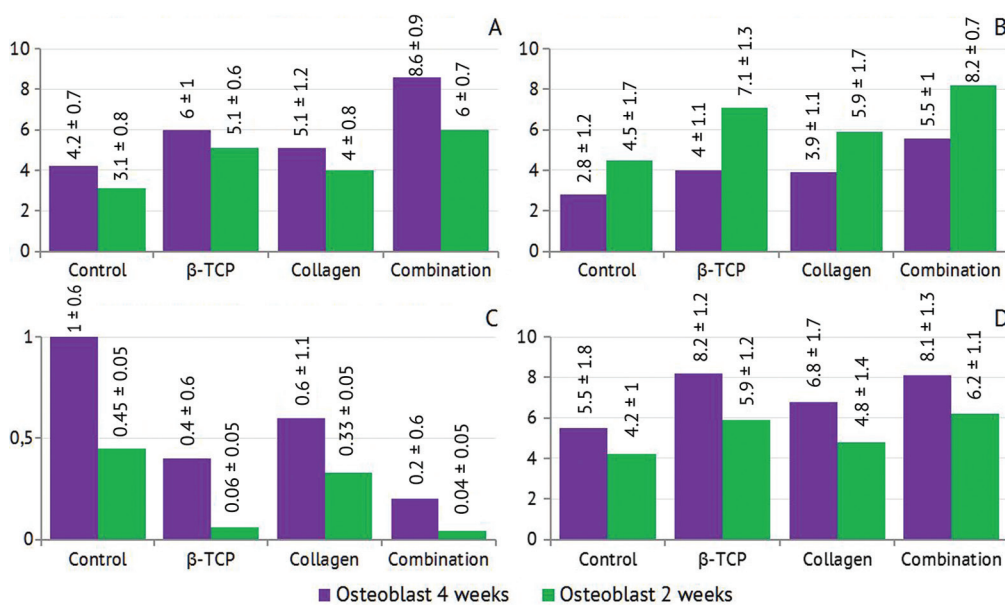 A
10
8
6
4
2
0
4.2 ± 0.7
3.1 ± 0.8
6 ± 1
5.1 ± 0.6
5.1 ± 1.2
4 ± 0.8
8.6 ± 0.9
6 ± 0.7
Control
β-TCP
Collagen
Combination
B
10
8
6
4
2
0
2.8 ± 1.2
4.5 ± 1.7
4 ± 1.1
7.1 ± 1.3
3.9 ± 1.1
5.9 ± 1.7
5.5 ± 1
8.2 ± 0.7
Control
β-TCP
Collagen
Combination
C
1
0,5
0
1 ± 0.6
0.45 ± 0.05
0.4 ± 0.6
0.06 ± 0.05
0.6 ± 1.1
0.33 ± 0.05
0.2 ± 0.6
0.04 ± 0.05
Control
β-TCP
Collagen
Combination
D
10
8
6
4
2
0
5.5 ± 1.8
4.2 ± 1
8.2 ± 1.2
5.9 ± 1.2
6.8 ± 1.7
4.8 ± 1.4
8.1 ± 1.3
6.2 ± 1.1
Control
β-TCP
Collagen
Combination
Osteoblast 4 weeks
Osteoblast 2 weeks